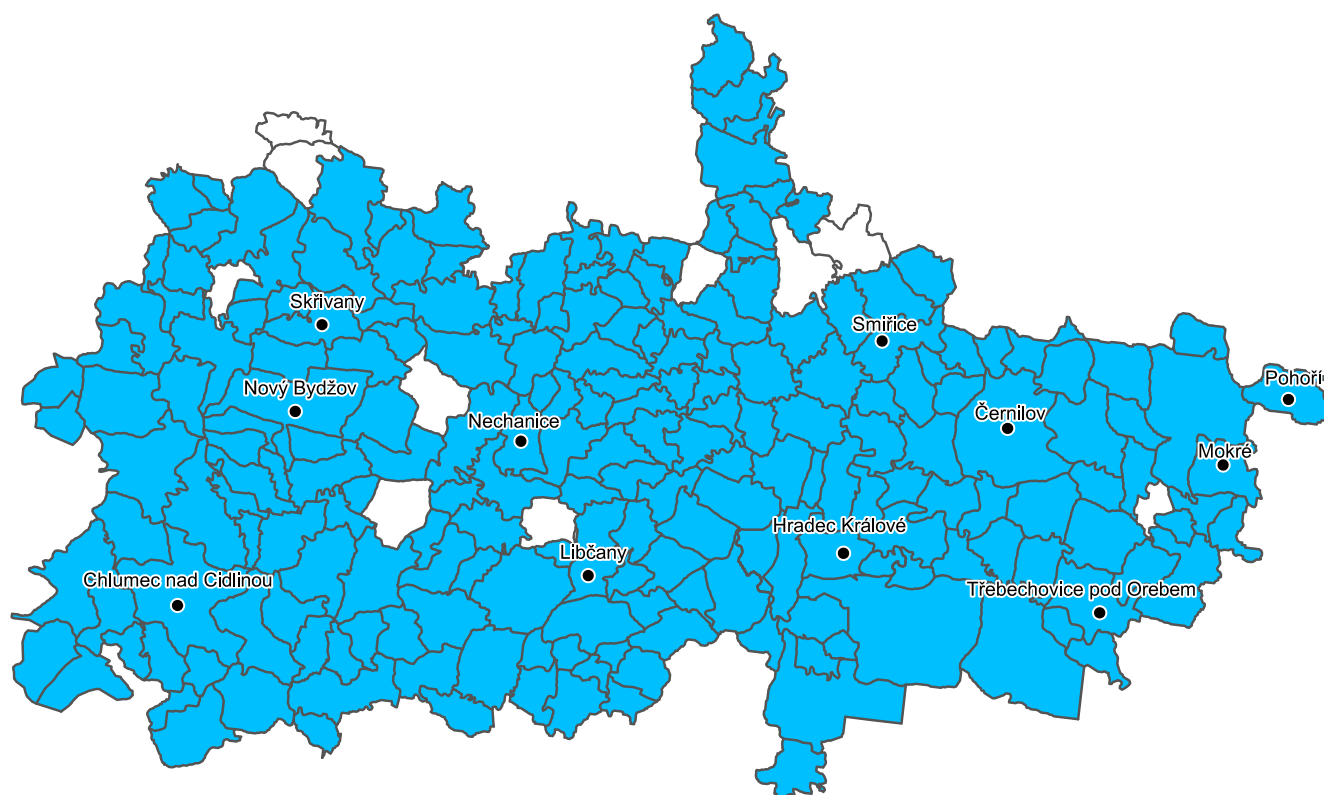 Skřivany
Smiřice
Pohoří
Nový Bydžov
Černilov
Nechanice
Mokré
Hradec Králové
Libčany
Chlumec nad Cidlinou
Třebechovice pod Orebem